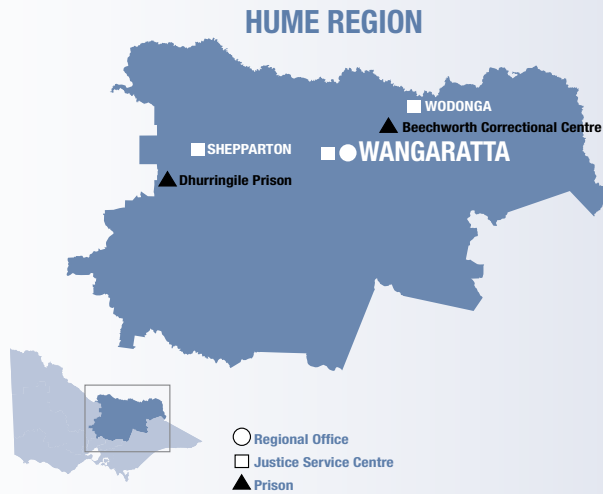 HUME REGION
WODONGA
Beechworth Correctional Centre
SHEPPARTON
WANGARATTA
Dhurringile Prison
Regional Office
Justice Service Centre
Prison